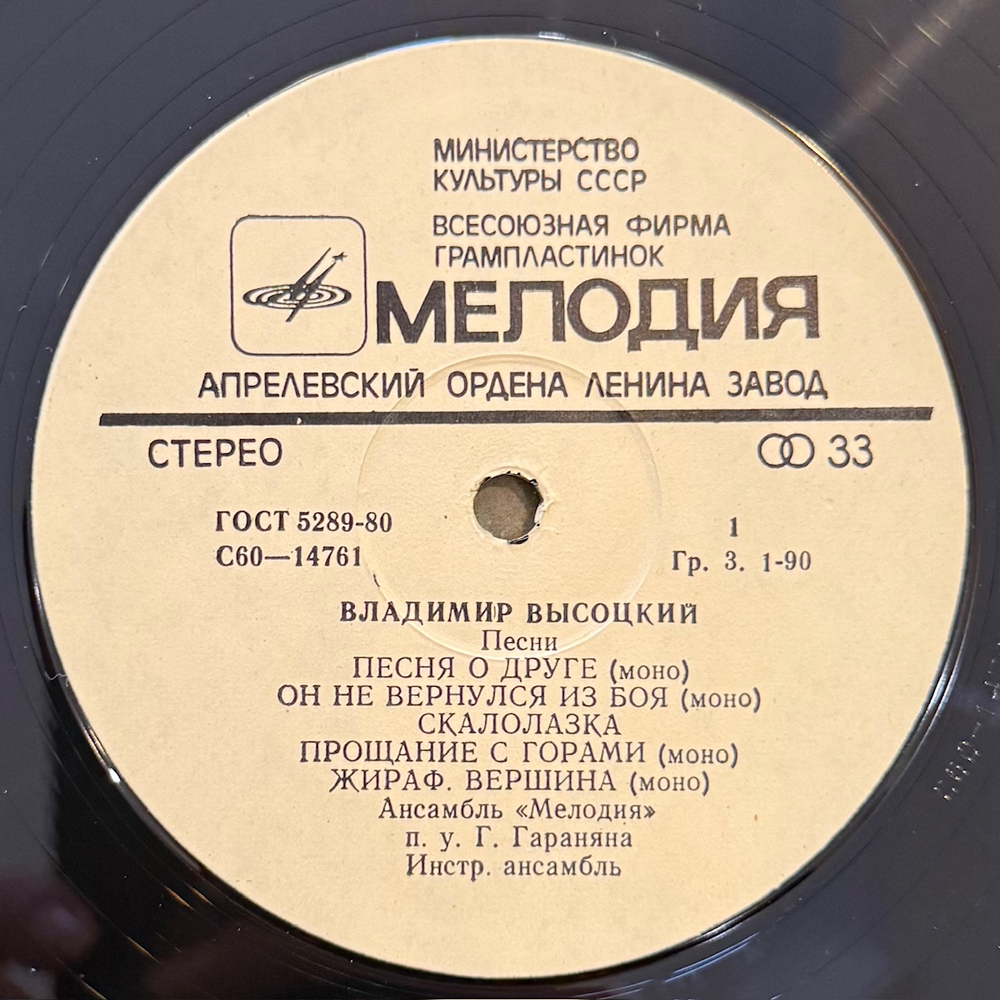 МИНИСТЕРСТВО
КУЛЬТУРЫ СССР
ВСЕСОЮЗНАЯ ФИРМА
ГРАМПЛАСТИНОК
МЕЛОДИЯ
АПРЕЛЕВСКИЙ ОРДЕНА ЛЕНИНА ЗАВОД
СТЕРЕО 33
ГОСТ 5289-80 1
С60—14761 Гр. 3. 1-90
ВЛАДИМИР ВЫСОЦКИЙ
Песни
ПЕСНЯ О ДРУГЕ (моно)
ОН НЕ ВЕРНУЛСЯ ИЗ БОЯ (моно)
СКАЛОЛАЗКА
ПРОЩАНИЕ С ГОРАМИ (моно)
ЖИРАФ. ВЕРШИНА (моно)
Ансамбль «Мелодия»
п. у. Г. Гараняна
Инстр. ансамбль